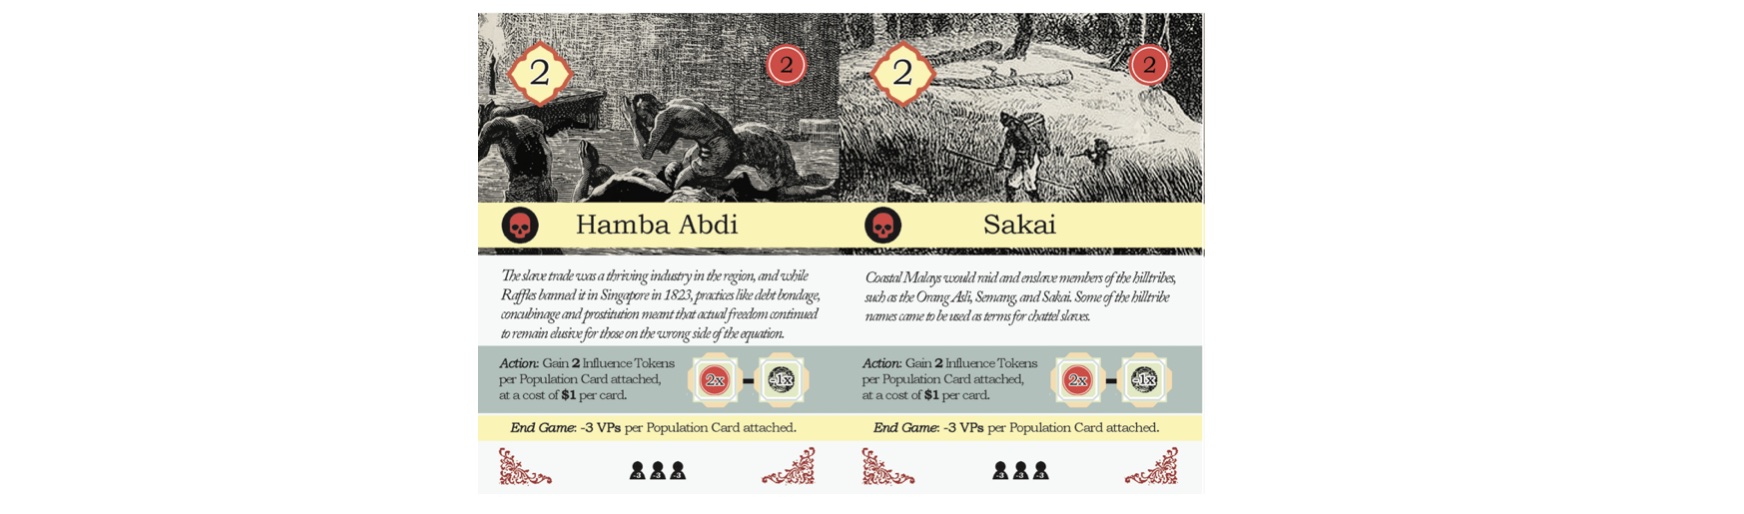 2
2
Hamba Abdi
The slave trade was a thriving industry in the region, and while
Raffles banned it in Singapore in 1823, practices like debt bondage,
concubinage and prostitution meant that actual freedom continued
to remain elusive for those on the wrong side of the equation.
Action: Gain 2 Influence Tokens
per Population Card attached,
at a cost of $1 per card.
2x
-1x
End Game: -3 VPs per Population Card attached.
-3 -3 -3
2
2
Sakai
Coastal Malays would raid and enslave members of the hilltribes,
such as the Orang Asli, Semang, and Sakai. Some of the hilltribe
names came to be used as terms for chattel slaves.
Action: Gain 2 Influence Tokens
per Population Card attached,
at a cost of $1 per card.
2x
-1x
End Game: -3 VPs per Population Card attached.
-3 -3 -3